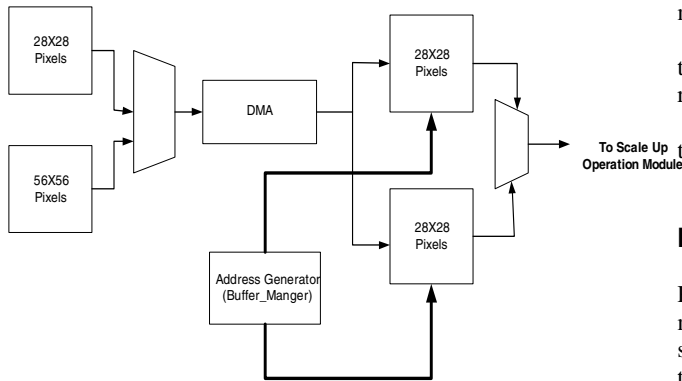 28X28
Pixels
56X56
Pixels
DMA
28X28
Pixels
28X28
Pixels
Address Generator
(Buffer_Manger)
To Scale Up
Operation Module